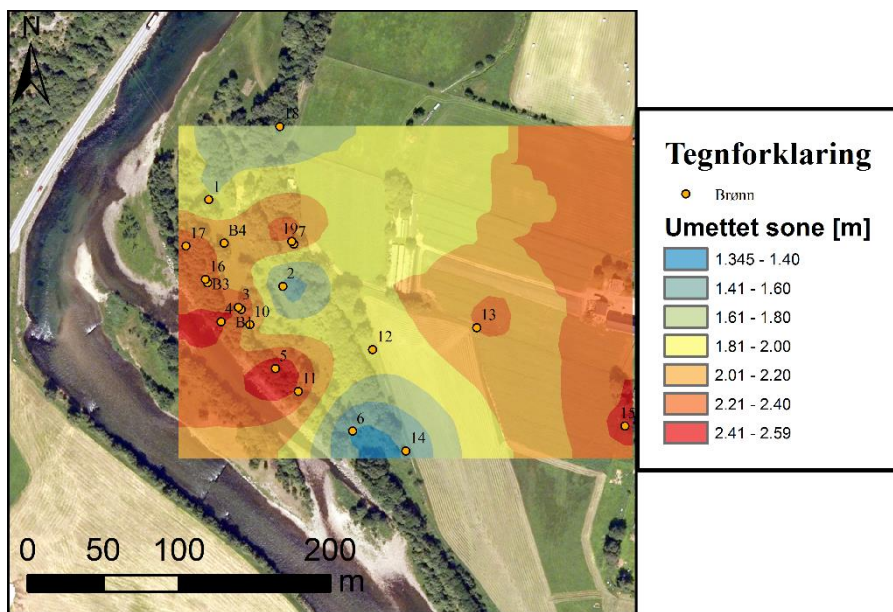 N
18
1
17
B4
19 7
16
B3
2
3
4
B1
10
13
12
5
11
6
14
15
0 50 100 200
m
Tegnforklaring
Brønn
Umettet sone [m]
1.345 - 1.40
1.41 - 1.60
1.61 - 1.80
1.81 - 2.00
2.01 - 2.20
2.21 - 2.40
2.41 - 2.59